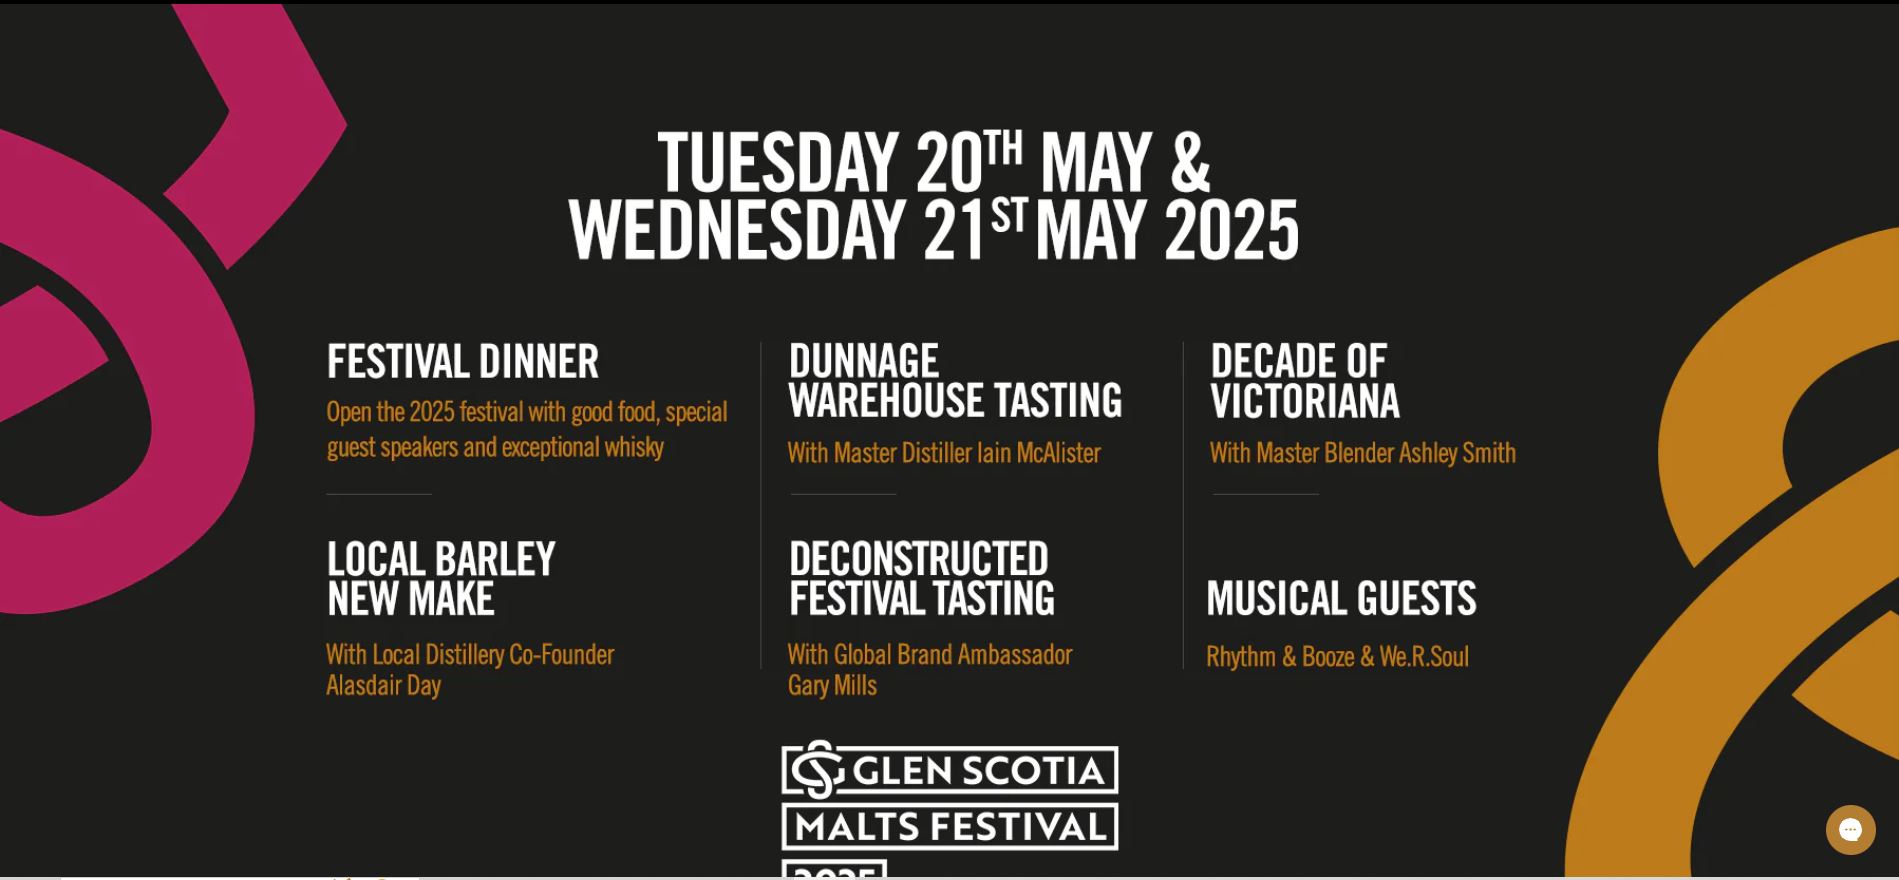 TUESDAY 20TH MAY &
WEDNESDAY 21ST MAY 2025
FESTIVAL DINNER
Open the 2025 festival with good food, special
guest speakers and exceptional whisky
DUNNAGE
WAREHOUSE TASTING
With Master Distiller Iain McAlister
DECADE OF
VICTORIANA
With Master Blender Ashley Smith
LOCAL BARLEY
NEW MAKE
With Local Distillery Co-Founder
Alasdair Day
DECONSTRUCTED
FESTIVAL TASTING
With Global Brand Ambassador
Gary Mills
MUSICAL GUESTS
Rhythm & Booze & We.R.Soul
GLEN SCOTIA
MALTS FESTIVAL
2025